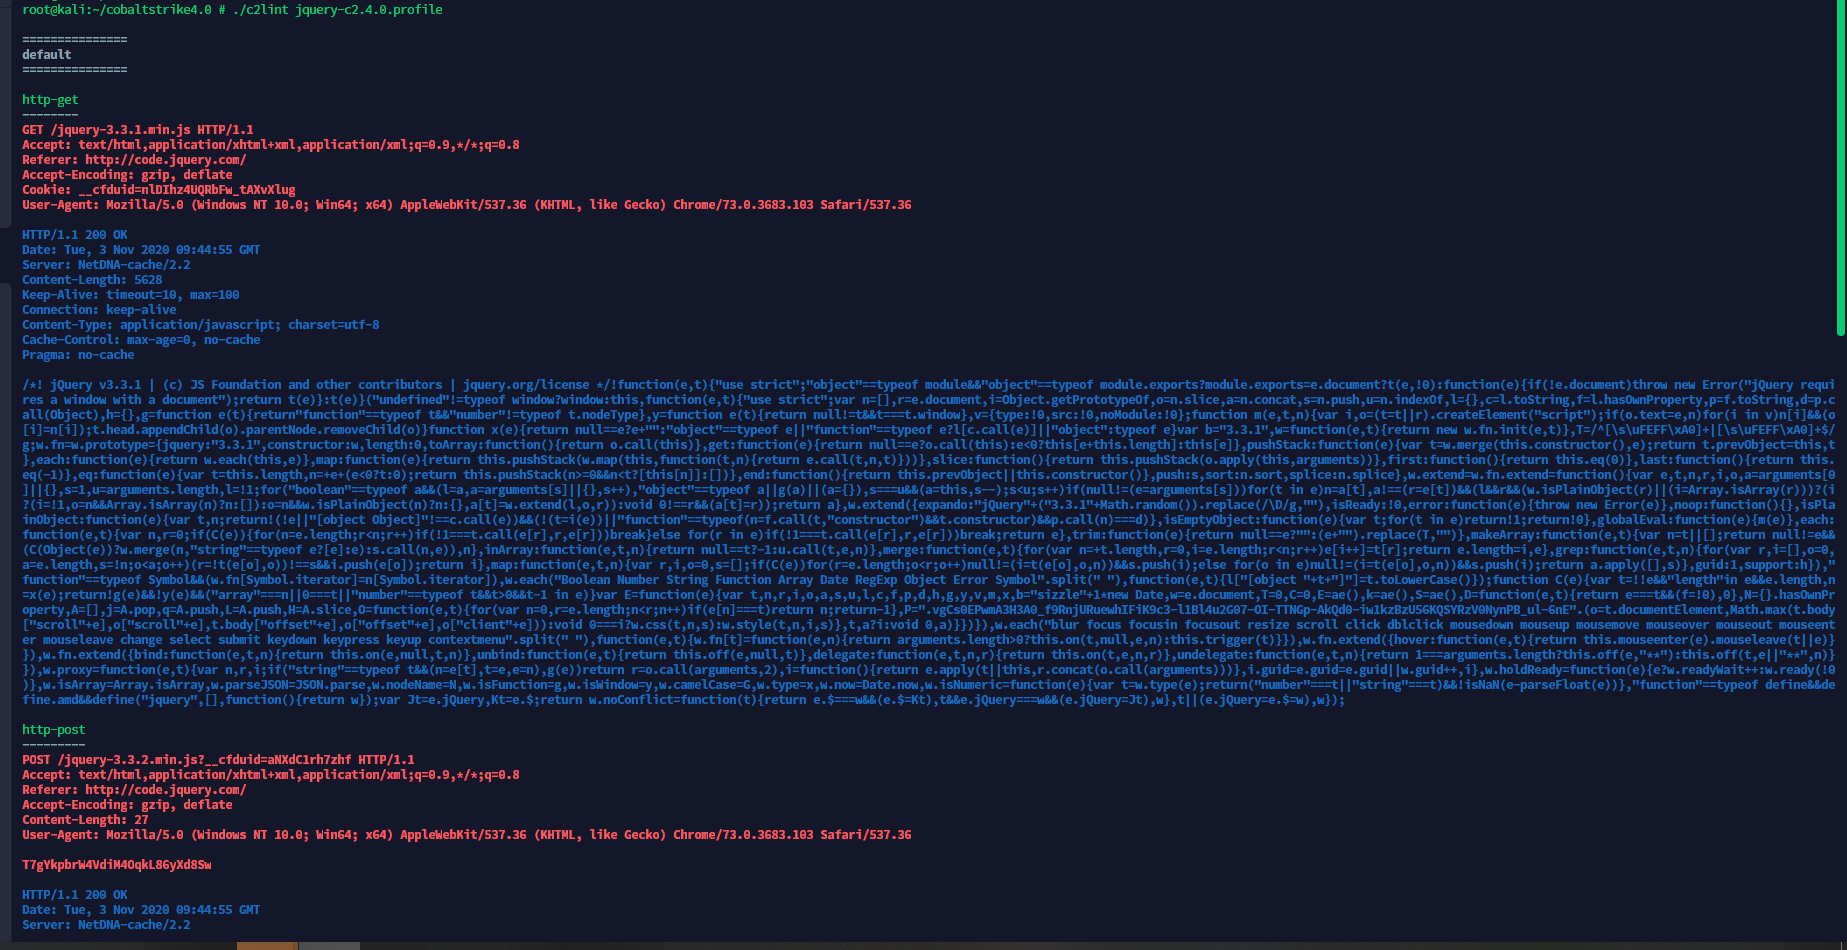 root@kali:~/cobaltstrike4.0 # ./c2lint jquery-c2.4.0.profile
===============
default
===============
http-get
--------
GET /jquery-3.3.1.min.js HTTP/1.1
Accept: text/html,application/xhtml+xml,application/xml;q=0.9,*/*;q=0.8
Referer: http://code.jquery.com/
Accept-Encoding: gzip, deflate
Cookie: __cfduid=nlDIhz4UQRbFw_tAXvXlug
User-Agent: Mozilla/5.0 (Windows NT 10.0; Win64; x64) AppleWebKit/537.36 (KHTML, like Gecko) Chrome/73.0.3683.103 Safari/537.36
HTTP/1.1 200 OK
Date: Tue, 3 Nov 2020 09:44:55 GMT
Server: NetDNA-cache/2.2
Content-Length: 5628
Keep-Alive: timeout=10, max=100
Connection: keep-alive
Content-Type: application/javascript; charset=utf-8
Cache-Control: max-age=0, no-cache
Pragma: no-cache
/*! jQuery v3.3.1 | (c) JS Foundation and other contributors | jquery.org/license */!function(e,t){"use strict";"object"==typeof module&&"object"==typeof module.exports?module.exports=e.document?t(e,!0):function(e){if(!e.document)throw new Error("jQuery requi
res a window with a document");return t(e)}:t(e)}("undefined"!=typeof window?window:this,function(e,t){"use strict";var n=[],r=e.document,i=Object.getPrototypeOf,o=n.slice,a=n.concat,s=n.push,u=n.indexOf,l={},c=l.toString,f=l.hasOwnProperty,p=f.toString,d=p.c
all(Object),h={},g=function e(t){return"function"==typeof t&&"number"!=typeof t.nodeType},y=function e(t){return null!=t&&t===t.window},v={type:!0,src:!0,noModule:!0};function m(e,t,n){var i,o=(t=t||r).createElement("script");if(o.text=e,n)for(i in v)n[i]&&(o
[i]=n[i]);t.head.appendChild(o).parentNode.removeChild(o)}function x(e){return null==e?e+"":"object"==typeof e||"function"==typeof e?l[c.call(e)]||"object":typeof e}var b="3.3.1",w=function(e,t){return new w.fn.init(e,t)},T=/^[\s\uFEFF\xA0]+|[\s\uFEFF\xA0]+$/
g;w.fn=w.prototype={jquery:"3.3.1",constructor:w,length:0,toArray:function(){return o.call(this)},get:function(e){return null==e?o.call(this):e<0?this[e+this.length]:this[e]},pushStack:function(e){var t=w.merge(this.constructor(),e);return t.prevObject=this,t
},each:function(e){return w.each(this,e)},map:function(e){return this.pushStack(w.map(this,function(t,n){return e.call(t,n,t)}))},slice:function(){return this.pushStack(o.apply(this,arguments))},first:function(){return this.eq(0)},last:function(){return this.
eq(-1)},eq:function(e){var t=this.length,n=+e+(e<0?t:0);return this.pushStack(n>=0&&n<t?[this[n]]:[])},end:function(){return this.prevObject||this.constructor()},push:s,sort:n.sort,splice:n.splice},w.extend=w.fn.extend=function(){var e,t,n,r,i,o,a=arguments[0
]||{},s=1,u=arguments.length,l=!1;for("boolean"==typeof a&&(l=a,a=arguments[s]||{},s++),"object"==typeof a||g(a)||(a={}),s===u&&(a=this,s--);s<u;s++)if(null!=(e=arguments[s]))for(t in e)n=a[t],a!==(r=e[t])&&(l&&r&&(w.isPlainObject(r)||(i=Array.isArray(r)))?(i
?(i=!1,o=n&&Array.isArray(n)?n:[]):o=n&&w.isPlainObject(n)?n:{},a[t]=w.extend(l,o,r)):void 0!==r&&(a[t]=r));return a},w.extend({expando:"jQuery"+("3.3.1"+Math.random()).replace(/\D/g,""),isReady:!0,error:function(e){throw new Error(e)},noop:function(){},isPla
inObject:function(e){var t,n;return!(!e||"[object Object]"!==c.call(e))&&(!(t=i(e))||"function"==typeof(n=f.call(t,"constructor")&&t.constructor)&&p.call(n)===d)},isEmptyObject:function(e){var t;for(t in e)return!1;return!0},globalEval:function(e){m(e)},each:
function(e,t){var n,r=0;if(C(e)){for(n=e.length;r<n;r++)if(!1===t.call(e[r],r,e[r]))break}else for(r in e)if(!1===t.call(e[r],r,e[r]))break;return e},trim:function(e){return null==e?"":(e+"").replace(T,"")},makeArray:function(e,t){var n=t||[];return null!=e&&
(C(Object(e))?w.merge(n,"string"==typeof e?[e]:e):s.call(n,e)),n},inArray:function(e,t,n){return null==t?-1:u.call(t,e,n)},merge:function(e,t){for(var n=+t.length,r=0,i=e.length;r<n;r++)e[i++]=t[r];return e.length=i,e},grep:function(e,t,n){for(var r,i=[],o=0,
a=e.length,s=!n;o<a;o++)(r=!t(e[o],o))!==s&&i.push(e[o]);return i},map:function(e,t,n){var r,i,o=0,s=[];if(C(e))for(r=e.length;o<r;o++)null!=(i=t(e[o],o,n))&&s.push(i);else for(o in e)null!=(i=t(e[o],o,n))&&s.push(i);return a.apply([],s)},guid:1,support:h}),"
function"==typeof Symbol&&(w.fn[Symbol.iterator]=n[Symbol.iterator]),w.each("Boolean Number String Function Array Date RegExp Object Error Symbol".split(" "),function(e,t){l["[object "+t+"]"]=t.toLowerCase()});function C(e){var t=!!e&&"length"in e&&e.length,n
=x(e);return!g(e)&&!y(e)&&("array"===n||0===t||"number"==typeof t&&t>0&&t-1 in e)}var E=function(e){var t,n,r,i,o,a,s,u,l,c,f,p,d,h,g,y,v,m,x,b="sizzle"+1*new Date,w=e.document,T=0,C=0,E=ae(),k=ae(),S=ae(),D=function(e,t){return e===t&&(f=!0),0},N={}.hasOwnPr
operty,A=[],j=A.pop,q=A.push,L=A.push,H=A.slice,O=function(e,t){for(var n=0,r=e.length;n<r;n++)if(e[n]===t)return n;return-1},P=".vgCs0EPwmA3H3A0_f9RnjURuewhIFiK9c3-l1Bl4u2G07-OI-TTNGp-AkQd0-iw1kzBzU56KQSYRzV0NynPB_ul-6nE".(o=t.documentElement,Math.max(t.body
["scroll"+e],o["scroll"+e],t.body["offset"+e],o["offset"+e],o["client"+e])):void 0===i?w.css(t,n,s):w.style(t,n,i,s)},t,a?i:void 0,a)}})}),w.each("blur focus focusin focusout resize scroll click dblclick mousedown mouseup mousemove mouseover mouseout mouseent
er mouseleave change select submit keydown keypress keyup contextmenu".split(" "),function(e,t){w.fn[t]=function(e,n){return arguments.length>0?this.on(t,null,e,n):this.trigger(t)}}),w.fn.extend({hover:function(e,t){return this.mouseenter(e).mouseleave(t||e)}
}),w.fn.extend({bind:function(e,t,n){return this.on(e,null,t,n)},unbind:function(e,t){return this.off(e,null,t)},delegate:function(e,t,n,r){return this.on(t,e,n,r)},undelegate:function(e,t,n){return 1===arguments.length?this.off(e,"**"):this.off(t,e||"**",n)}
}),w.proxy=function(e,t){var n,r,i;if("string"==typeof t&&(n=e[t],t=e,e=n),g(e))return r=o.call(arguments,2),i=function(){return e.apply(t||this,r.concat(o.call(arguments)))},i.guid=e.guid=e.guid||w.guid++,i},w.holdReady=function(e){e?w.readyWait++:w.ready(!0
)},w.isArray=Array.isArray,w.parseJSON=JSON.parse,w.nodeName=N,w.isFunction=g,w.isWindow=y,w.camelCase=G,w.type=x,w.now=Date.now,w.isNumeric=function(e){var t=w.type(e);return("number"===t||"string"===t)&&!isNaN(e-parseFloat(e))},"function"==typeof define&&de
fine.amd&&define("jquery",[],function(){return w});var Jt=e.jQuery,Kt=e.$;return w.noConflict=function(t){return e.$===w&&(e.$=Kt),t&&e.jQuery===w&&(e.jQuery=Jt),w},t||(e.jQuery=e.$=w),w});
http-post
---------
POST /jquery-3.3.2.min.js?__cfduid=aNXdC1rh7zhf HTTP/1.1
Accept: text/html,application/xhtml+xml,application/xml;q=0.9,*/*;q=0.8
Referer: http://code.jquery.com/
Accept-Encoding: gzip, deflate
Content-Length: 27
User-Agent: Mozilla/5.0 (Windows NT 10.0; Win64; x64) AppleWebKit/537.36 (KHTML, like Gecko) Chrome/73.0.3683.103 Safari/537.36
T7gYkpbrW4VdiM4OqkL86yXd8Sw
HTTP/1.1 200 OK
Date: Tue, 3 Nov 2020 09:44:55 GMT
Server: NetDNA-cache/2.2